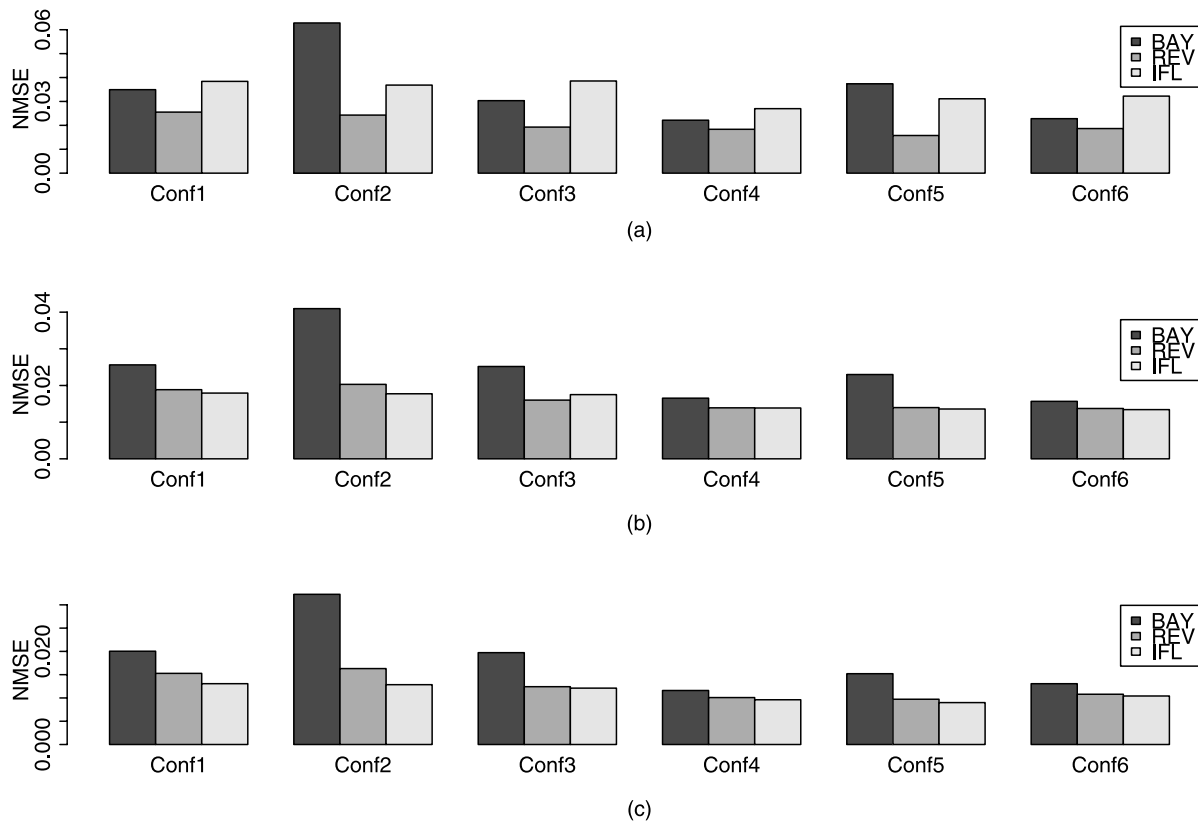 0.06
0.03
0.00
NMSE
BAY
REV
IFL
Conf1 Conf2 Conf3 Conf4 Conf5 Conf6
(a)
0.04
0.02
0.00
NMSE
BAY
REV
IFL
Conf1 Conf2 Conf3 Conf4 Conf5 Conf6
(b)
0.020
0.000
NMSE
BAY
REV
IFL
Conf1 Conf2 Conf3 Conf4 Conf5 Conf6
(c)